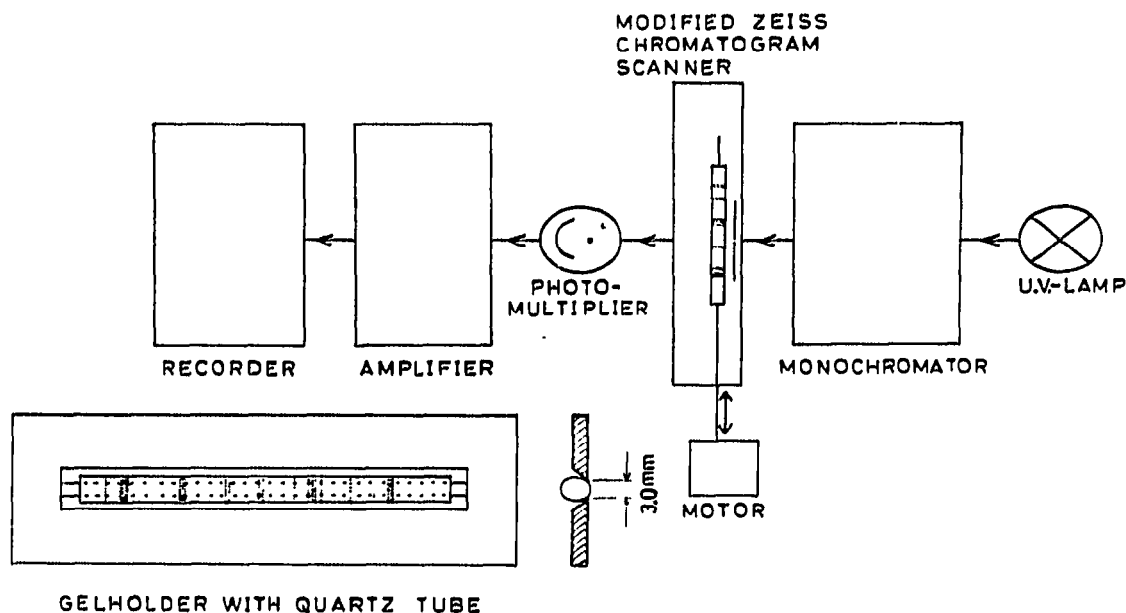 MODIFIED ZEISS
CHROMATOGRAM
SCANNER
PHOTO-
MULTIPLIER
U.V.-LAMP
RECORDER
AMPLIFIER
MONOCHROMATOR
3.0mm
MOTOR
GELHOLDER WITH QUARTZ TUBE